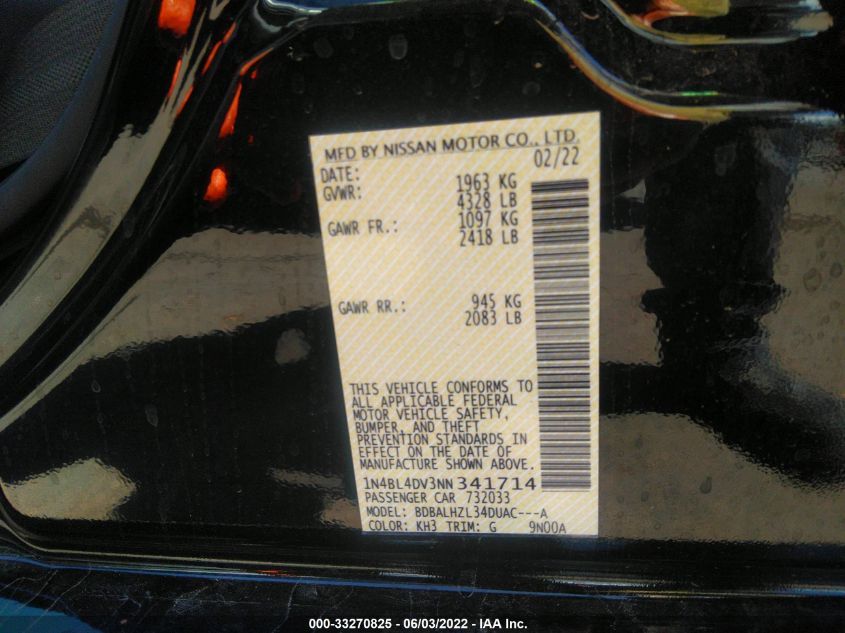 MFD BY NISSAN MOTOR CO., LTD.
DATE: 02/22
GVWR: 1963 KG
4328 LB
GAWR FR.: 1097 KG
2418 LB
GAWR RR.: 945 KG
2083 LB
THIS VEHICLE CONFORMS TO
ALL APPLICABLE FEDERAL
MOTOR VEHICLE SAFETY,
BUMPER, AND THEFT
PREVENTION STANDARDS IN
EFFECT ON THE DATE OF
MANUFACTURE SHOWN ABOVE.
1N4BL4DV3NN341714
PASSENGER CAR 732033
MODEL: BDBALHZL34DUAC---A
COLOR: KH3 TRIM: G 9N00A
000-33270825 - 06/03/2022 - IAA Inc.